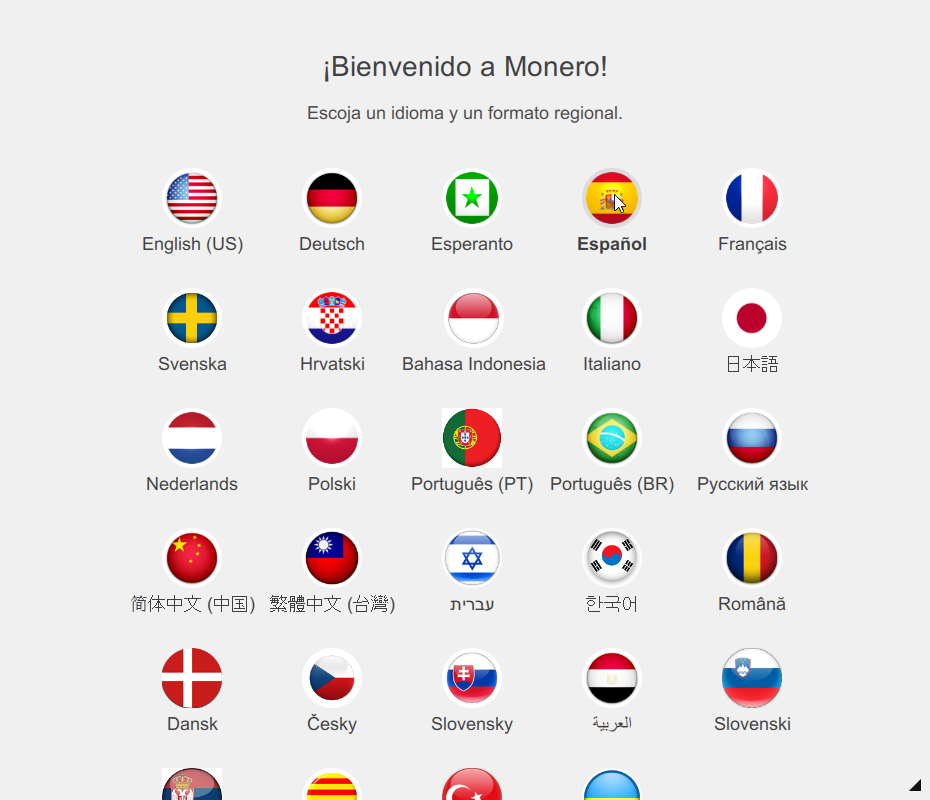 ¡Bienvenido a Monero!
Escoja un idioma y un formato regional.
English (US)
Deutsch
Esperanto
Español
Français
Svenska
Hrvatski
Bahasa Indonesia
Italiano
日本語
Nederlands
Polski
Português (PT)
Português (BR)
Русский язык
简体中文 (中国)
繁體中文 (台灣)
עברית
한국어
Română
Dansk
Česky
Slovensky
العربية
Slovenski